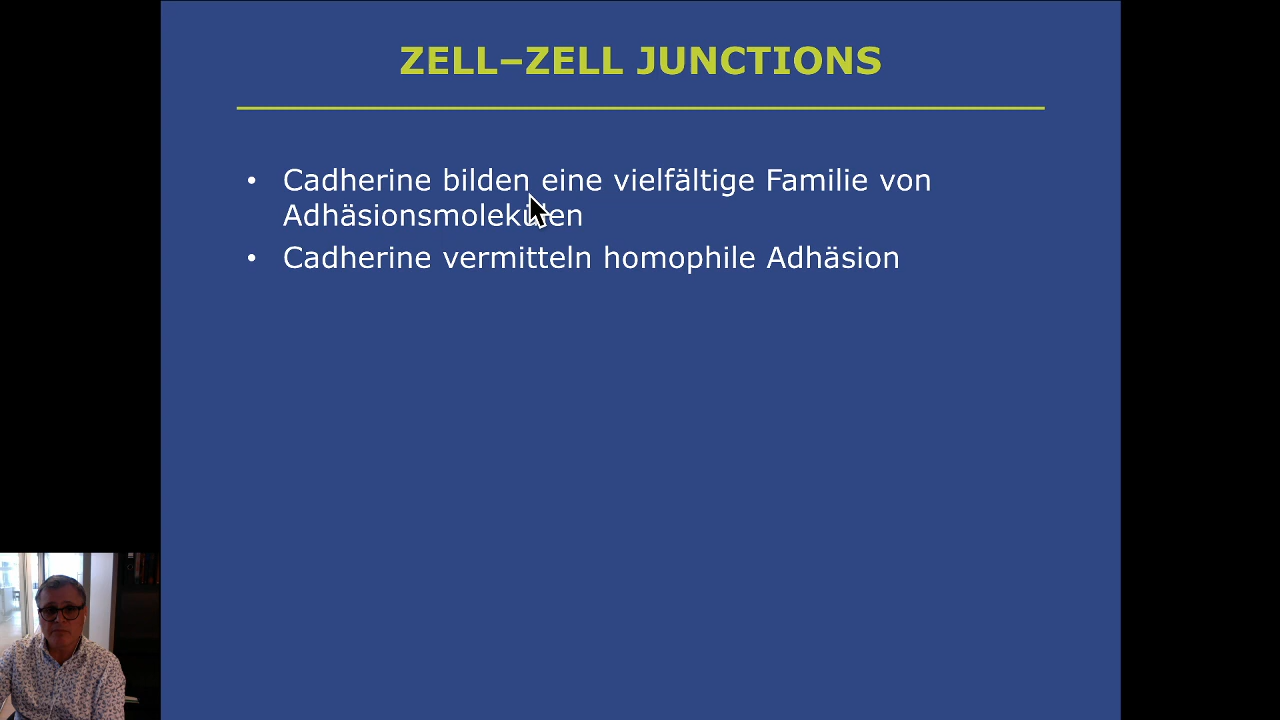 ZELL–ZELL JUNCTIONS
• Cadherine bilden eine vielfältige Familie von
Adhäsionsmolekülen
• Cadherine vermitteln homophile Adhäsion